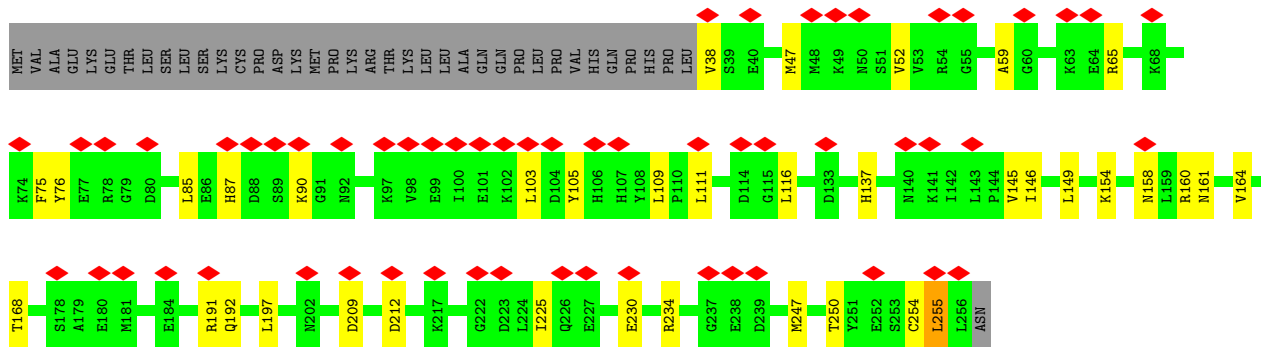 MET VAL ALA GLU LYS GLU THR LEU SER LEU SER LYS CYS PRO ASP LYS MET PRO LYS ARG THR LYS LEU LEU ALA GLN GLN PRO LEU PRO VAL HIS GLN PRO HIS PRO LEU V38 S39 E40 M47 M48 K49 N50 S51 V52 V53 R54 G55 A59 G60 K63 E64 R65 K68
K74 F75 Y76 E77 R78 G79 D80 L85 E86 H87 D88 S89 K90 G91 N92 K97 V98 E99 I100 E101 K102 L103 D104 Y105 H106 H107 Y108 L109 P110 L111 D114 G115 L116 D133 H137 N140 K141 I142 L143 P144 V145 I146 L149 K154 N158 L159 R160 N161 V164
T168 S178 A179 E180 M181 E184 R191 Q192 L197 N202 D209 D212 K217 G222 D223 L224 I225 Q226 E227 E230 R234 G237 E238 D239 M247 T250 Y251 E252 S253 C254 L255 L256 ASN